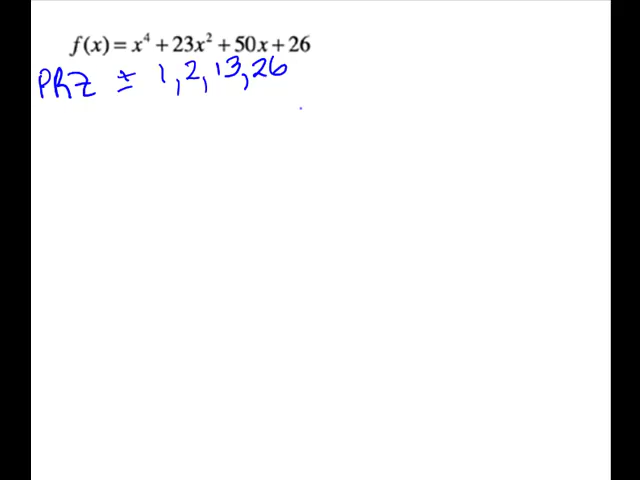 f(x) = x⁴ + 23x² + 50x + 26
PRZ ± 1, 2, 13, 26